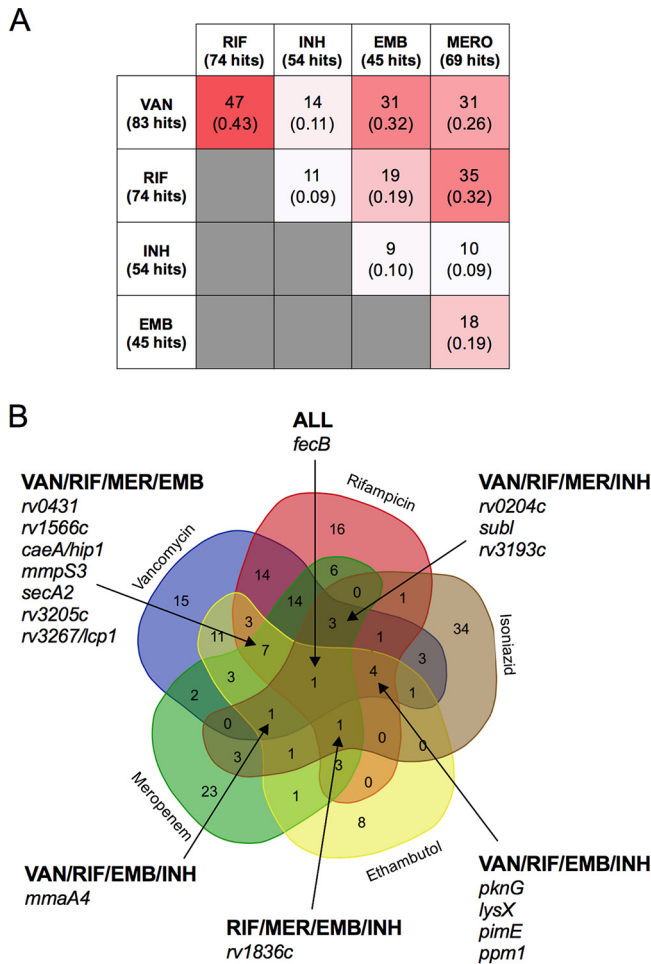 A
RIF INH EMB MERO
(74 hits) (54 hits) (45 hits) (69 hits)
VAN 47 14 31 31
(83 hits) (0.43) (0.11) (0.32) (0.26)
RIF 11 19 35
(74 hits) (0.09) (0.19) (0.32)
INH 9 10
(54 hits) (0.10) (0.09)
EMB 18
(45 hits) (0.19)
B
ALL
fecB
VAN/RIF/MER/EMB
rv0431
rv1566c
caeA/hip1
mmpS3
secA2
rv3205c
rv3267/lcp1
VAN/RIF/MER/INH
rv0204c
subI
rv3193c
Vancomycin
Rifampicin
Isoniazid
Meropenem
Ethambutol
16
6
15
14
14
0
1
3
34
3
11
7
1
3
3
1
4
1
2
0
1
1
0
0
3
1
3
0
23
1
8
VAN/RIF/EMB/INH
mmaA4
RIF/MER/EMB/INH
rv1836c
VAN/RIF/EMB/INH
pknG
lysX
pimE
ppm1